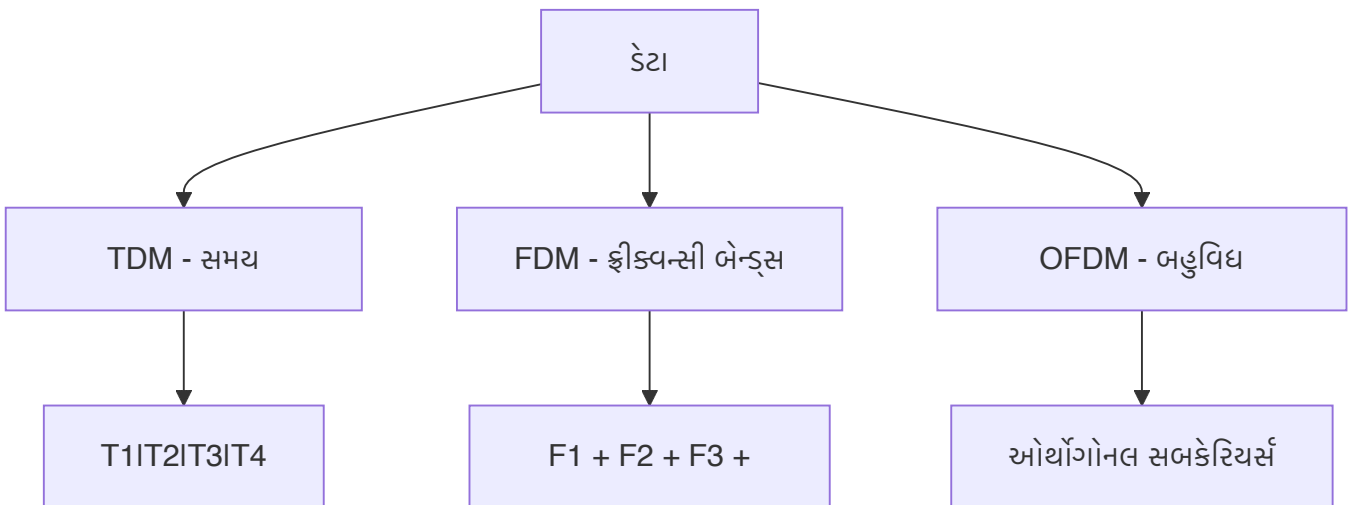 ડેટા
TDM - સમય
FDM - ફ્રીક્વન્સી બેન્ડ્સ
OFDM - બહુવિધ
T1|T2|T3|T4
F1 + F2 + F3 +
ઓર્થોગોનલ સબકેરિયર્સ